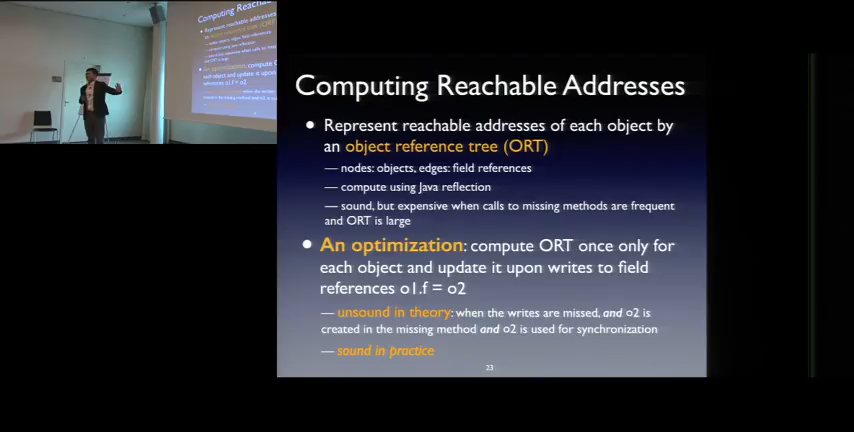 Computing Reachable Addresses
• Represent reachable addresses of each object by
an object reference tree (ORT)
— nodes: objects, edges: field references
— compute using Java reflection
— sound, but expensive when calls to missing methods are frequent
and ORT is large
• An optimization: compute ORT once only for
each object and update it upon writes to field
references o1.f = o2
— unsound in theory: when the writes are missed, and o2 is
created in the missing method and o2 is used for synchronization
— sound in practice
23